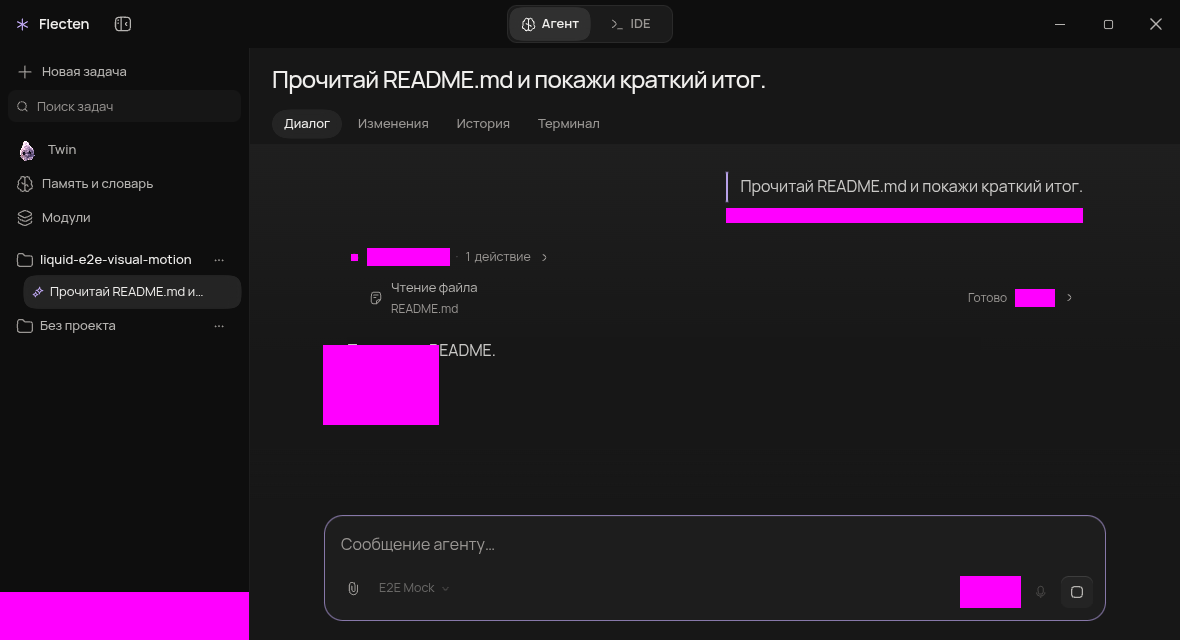 Flecten
Агент
>_ IDE
Новая задача
Поиск задач
Twin
Память и словарь
Модули
liquid-e2e-visual-motion
Прочитай README.md и...
Без проекта
Прочитай README.md и покажи краткий итог.
Диалог
Изменения
История
Терминал
Прочитай README.md и покажи краткий итог.
· 1 действие
Чтение файла
README.md
Готово
README.
Сообщение агенту...
E2E Mock